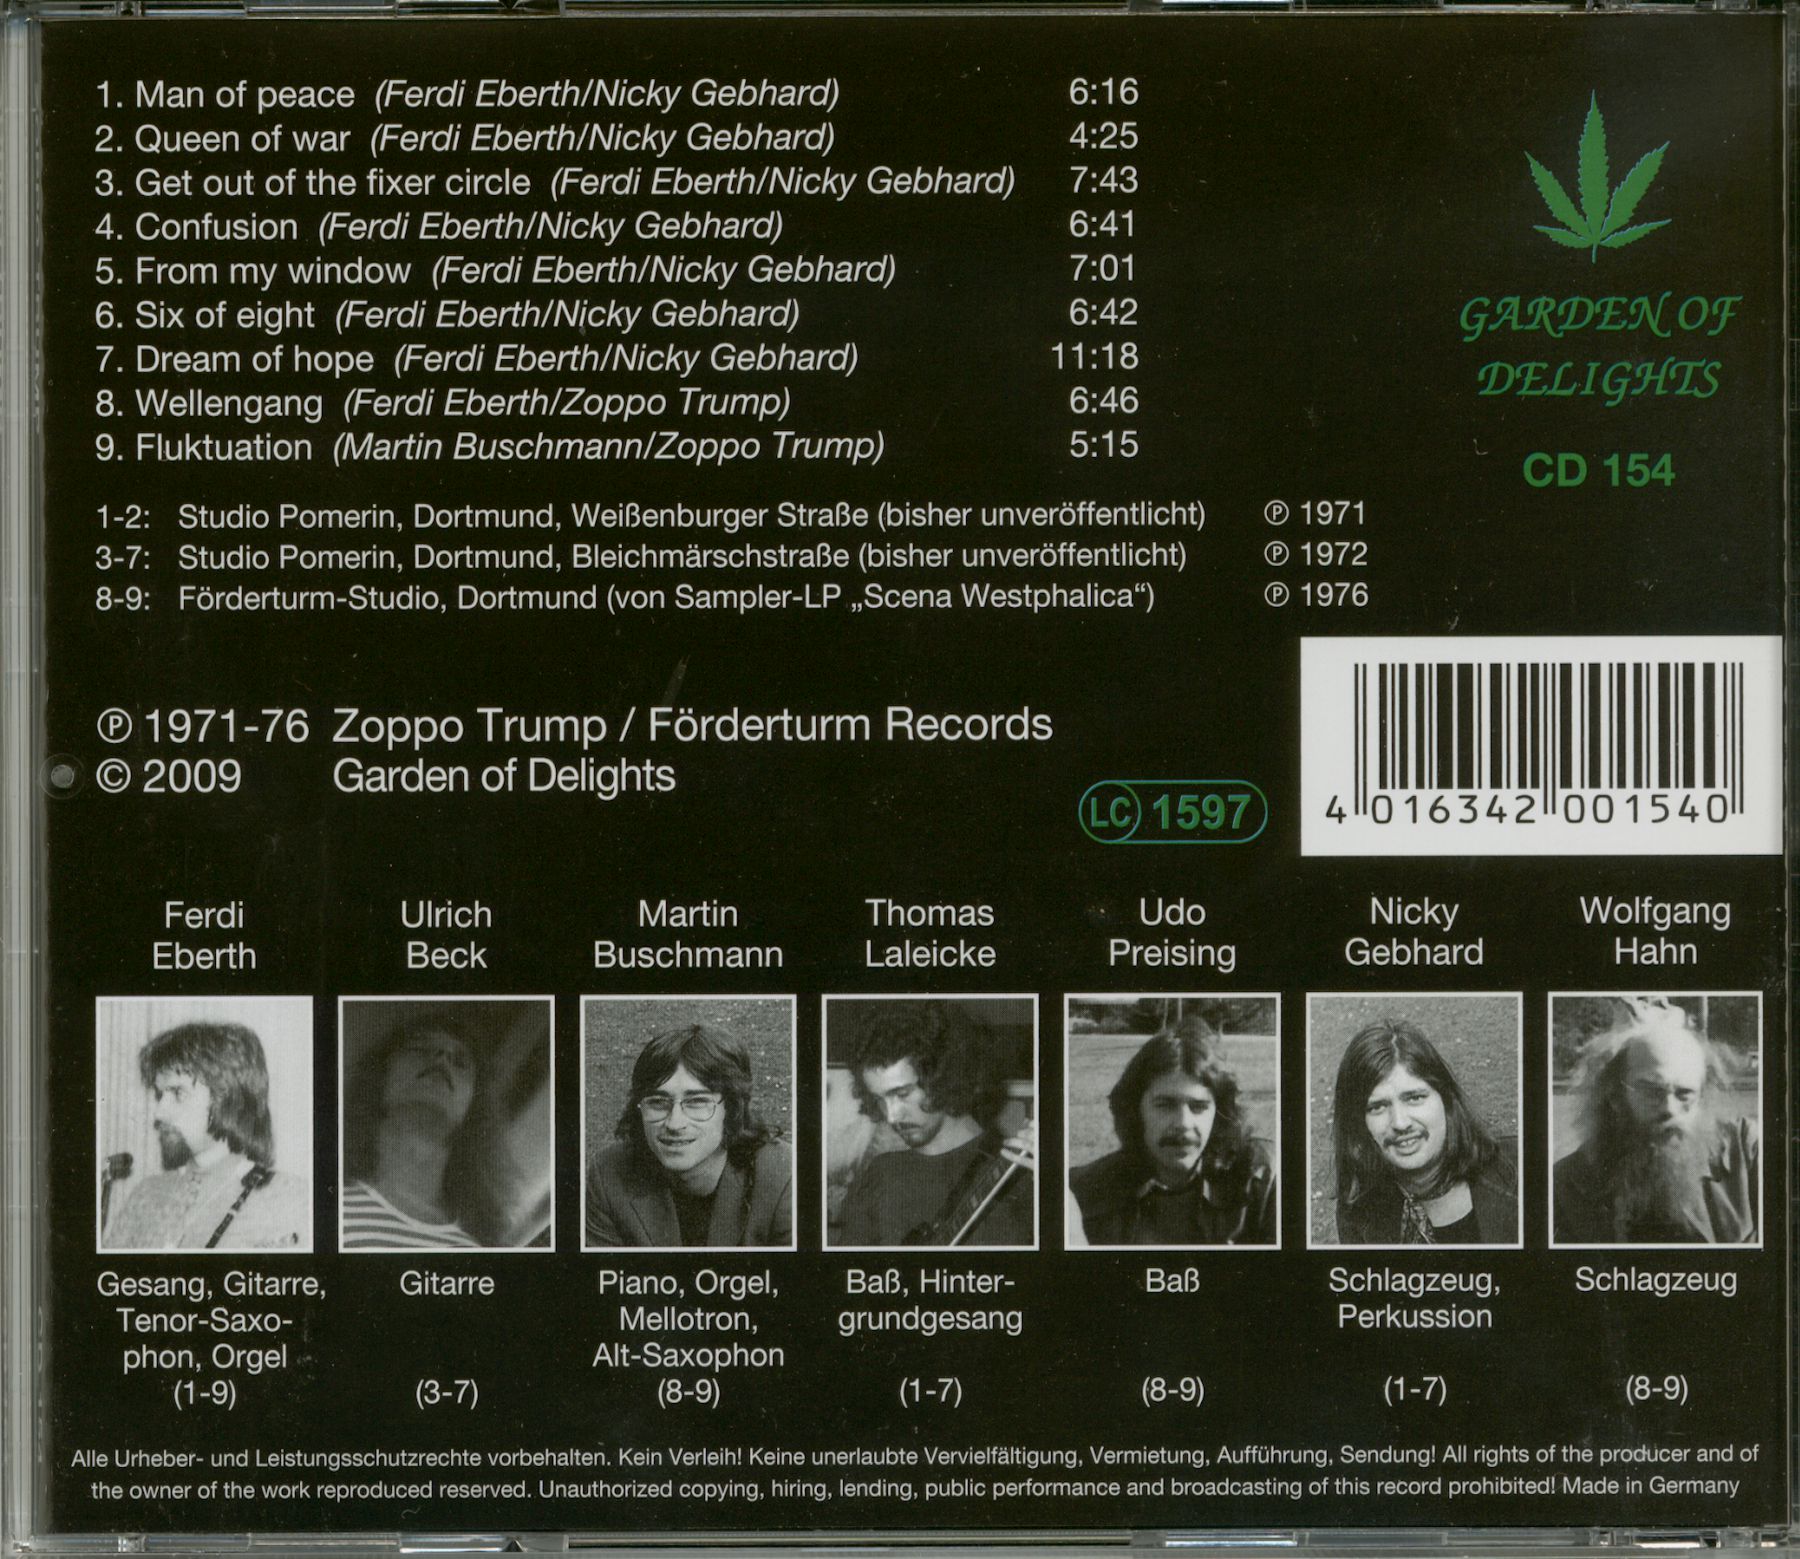 1. Man of peace (Ferdi Eberth/Nicky Gebhard) 6:16
2. Queen of war (Ferdi Eberth/Nicky Gebhard) 4:25
3. Get out of the fixer circle (Ferdi Eberth/Nicky Gebhard) 7:43
4. Confusion (Ferdi Eberth/Nicky Gebhard) 6:41
5. From my window (Ferdi Eberth/Nicky Gebhard) 7:01
6. Six of eight (Ferdi Eberth/Nicky Gebhard) 6:42
7. Dream of hope (Ferdi Eberth/Nicky Gebhard) 11:18
8. Wellengang (Ferdi Eberth/Zoppo Trump) 6:46
9. Fluktuation (Martin Buschmann/Zoppo Trump) 5:15
GARDEN OF
DELIGHTS
CD 154
1-2: Studio Pomerin, Dortmund, Weißenburger Straße (bisher unveröffentlicht) ℗ 1971
3-7: Studio Pomerin, Dortmund, Bleichmärschstraße (bisher unveröffentlicht) ℗ 1972
8-9: Förderturm-Studio, Dortmund (von Sampler-LP „Scena Westphalica“) ℗ 1976
℗ 1971-76 Zoppo Trump / Förderturm Records
© 2009 Garden of Delights
LC 1597
4 016342 001540
Ferdi
Eberth
Ulrich
Beck
Martin
Buschmann
Thomas
Laleicke
Udo
Preising
Nicky
Gebhard
Wolfgang
Hahn
Gesang, Gitarre,
Tenor-Saxo-
phon, Orgel
(1-9)
Gitarre
(3-7)
Piano, Orgel,
Mellotron,
Alt-Saxophon
(8-9)
Baß, Hinter-
grundgesang
(1-7)
Baß
(8-9)
Schlagzeug,
Perkussion
(1-7)
Schlagzeug
(8-9)
Alle Urheber- und Leistungsschutzrechte vorbehalten. Kein Verleih! Keine unerlaubte Vervielfältigung, Vermietung, Aufführung, Sendung! All rights of the producer and of
the owner of the work reproduced reserved. Unauthorized copying, hiring, lending, public performance and broadcasting of this record prohibited! Made in Germany